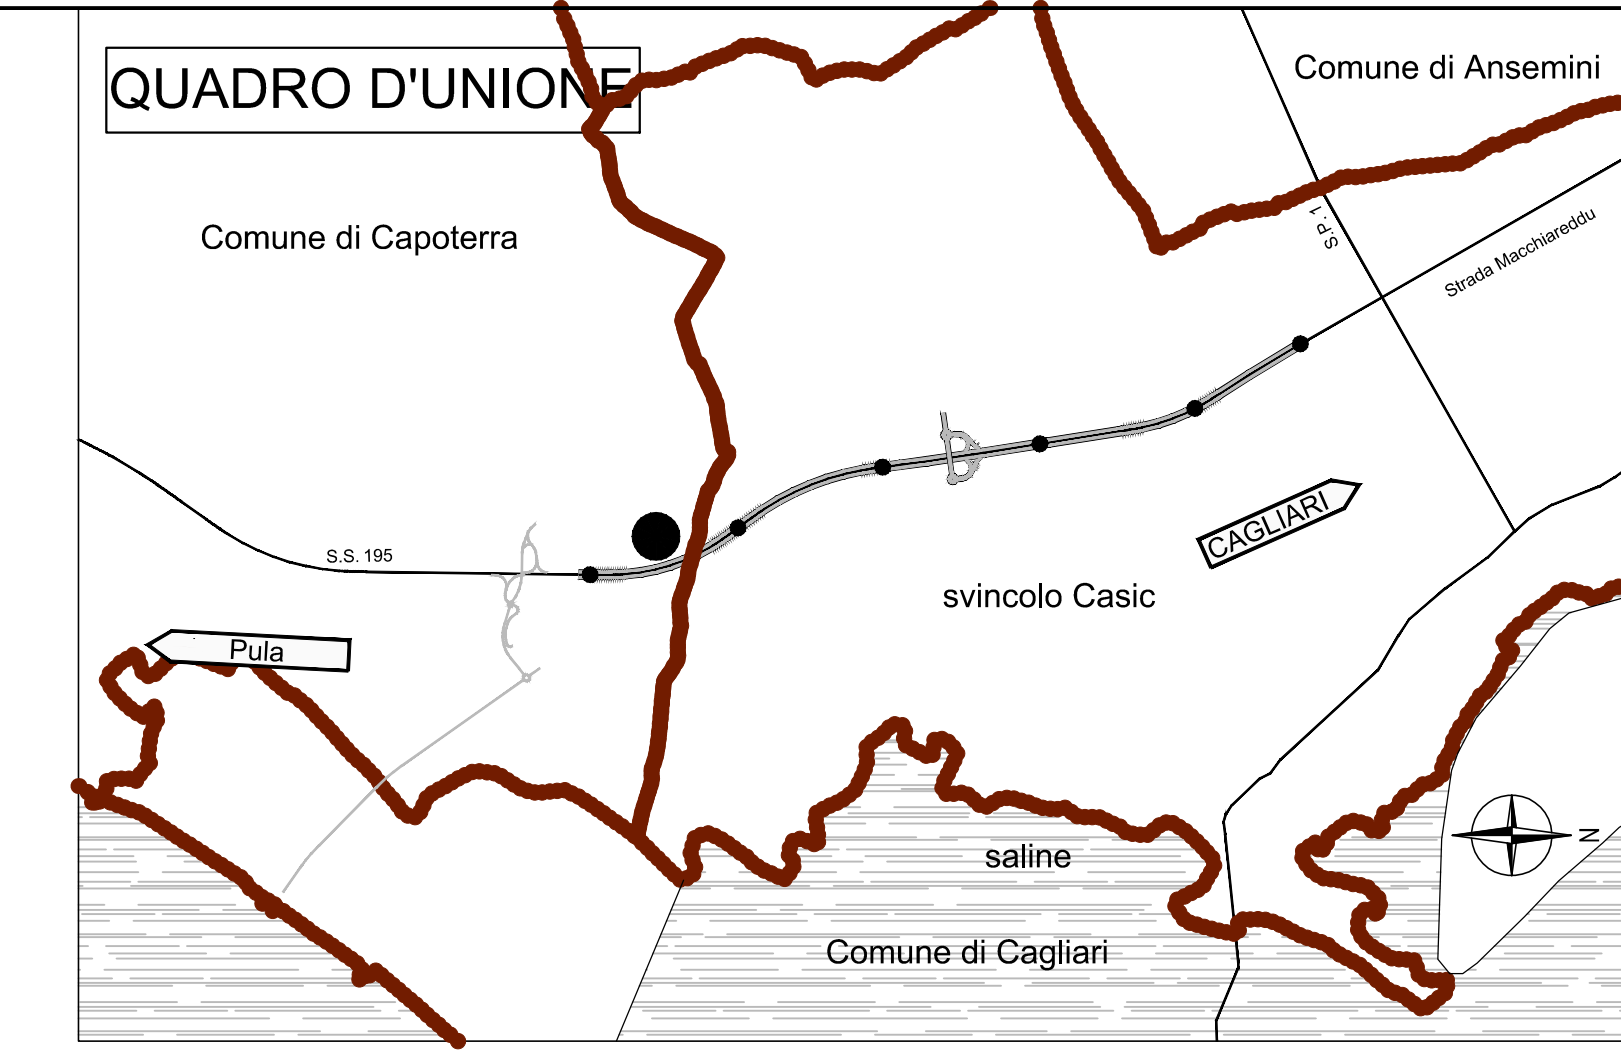 QUADRO D'UNIONE
Comune di Ansemini
Comune di Capoterra
S.P. 1
Strada Macchiareddu
CAGLIARI
S.S. 195
svincolo Casic
Pula
saline
N
Comune di Cagliari